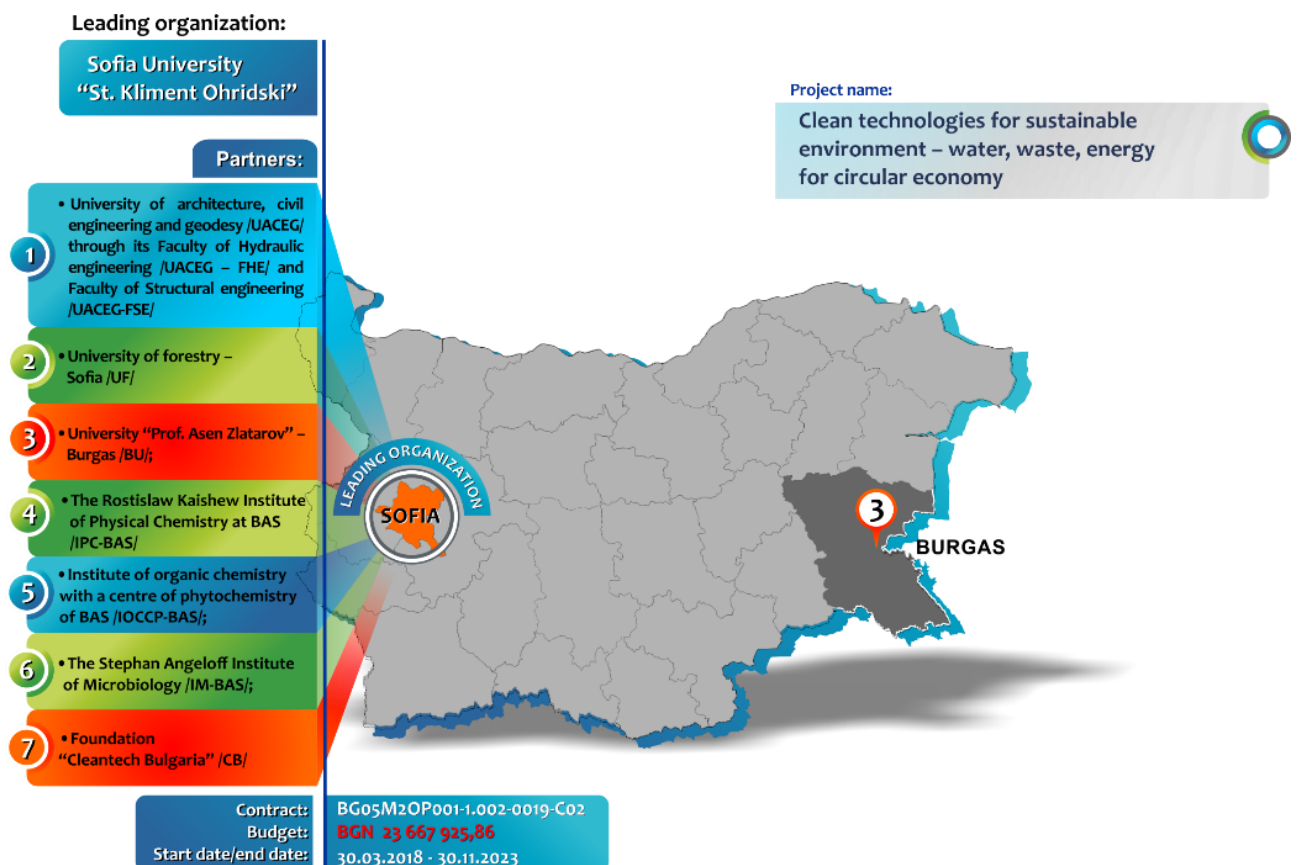 Leading organization:
Sofia University
“St. Kliment Ohridski”
Project name:
Clean technologies for sustainable
environment – water, waste, energy
for circular economy
Partners:
1
• University of architecture, civil
engineering and geodesy /UACEG/
through its Faculty of Hydraulic
engineering /UACEG – FHE/ and
Faculty of Structural engineering
/UACEG-FSE/
2
• University of forestry –
Sofia /UF/
3
• University “Prof. Asen Zlatarov” –
Burgas /BU/;
4
• The Rostislaw Kaishew Institute
of Physical Chemistry at BAS
/IPC-BAS/
5
• Institute of organic chemistry
with a centre of phytochemistry
of BAS /IOCCP-BAS/;
6
• The Stephan Angeloff Institute
of Microbiology /IM-BAS/;
7
• Foundation
“Cleantech Bulgaria” /CB/
LEADING ORGANIZATION
SOFIA
3
BURGAS
Contract: BG05M2OP001-1.002-0019-C02
Budget: BGN 23 667 925,86
Start date/end date: 30.03.2018 - 30.11.2023